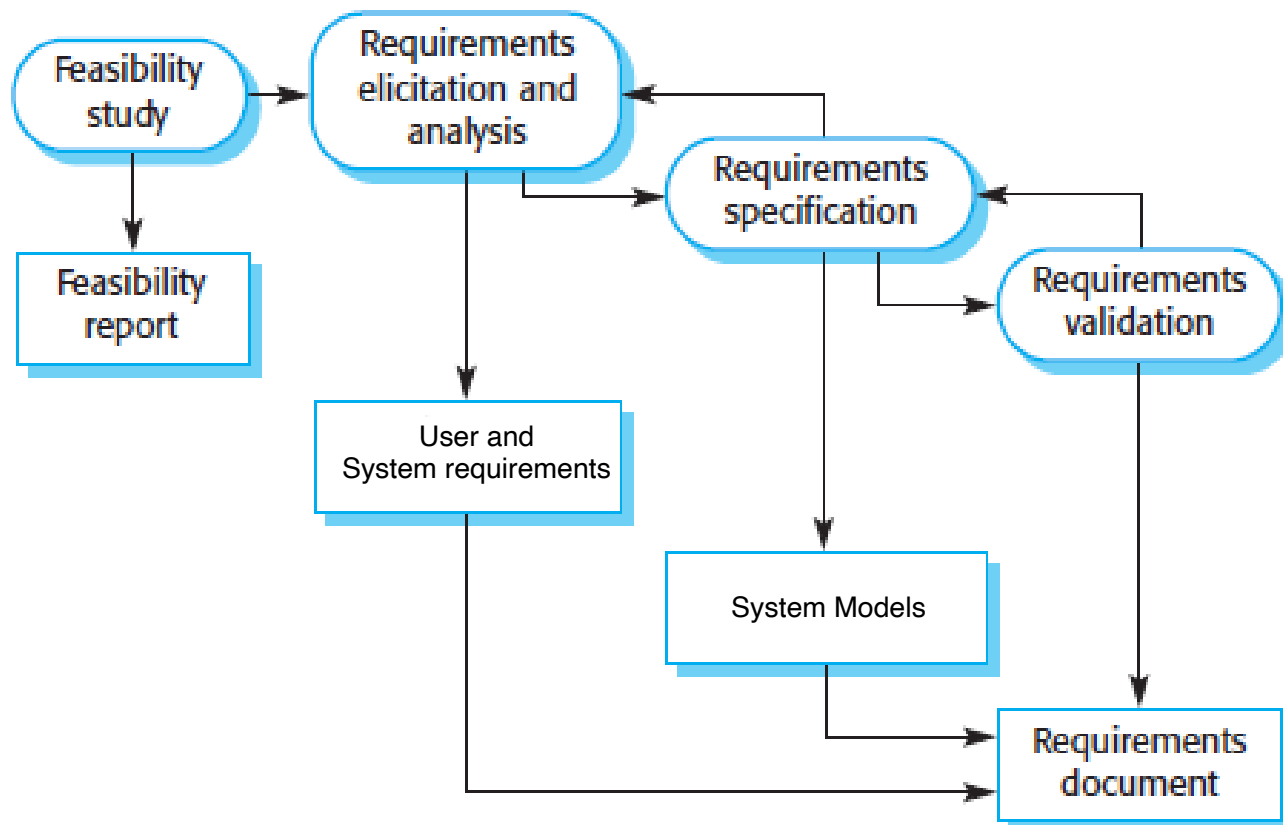 Feasibility
study
Requirements
elicitation and
analysis
Requirements
specification
Requirements
validation
Feasibility
report
User and
System requirements
System Models
Requirements
document